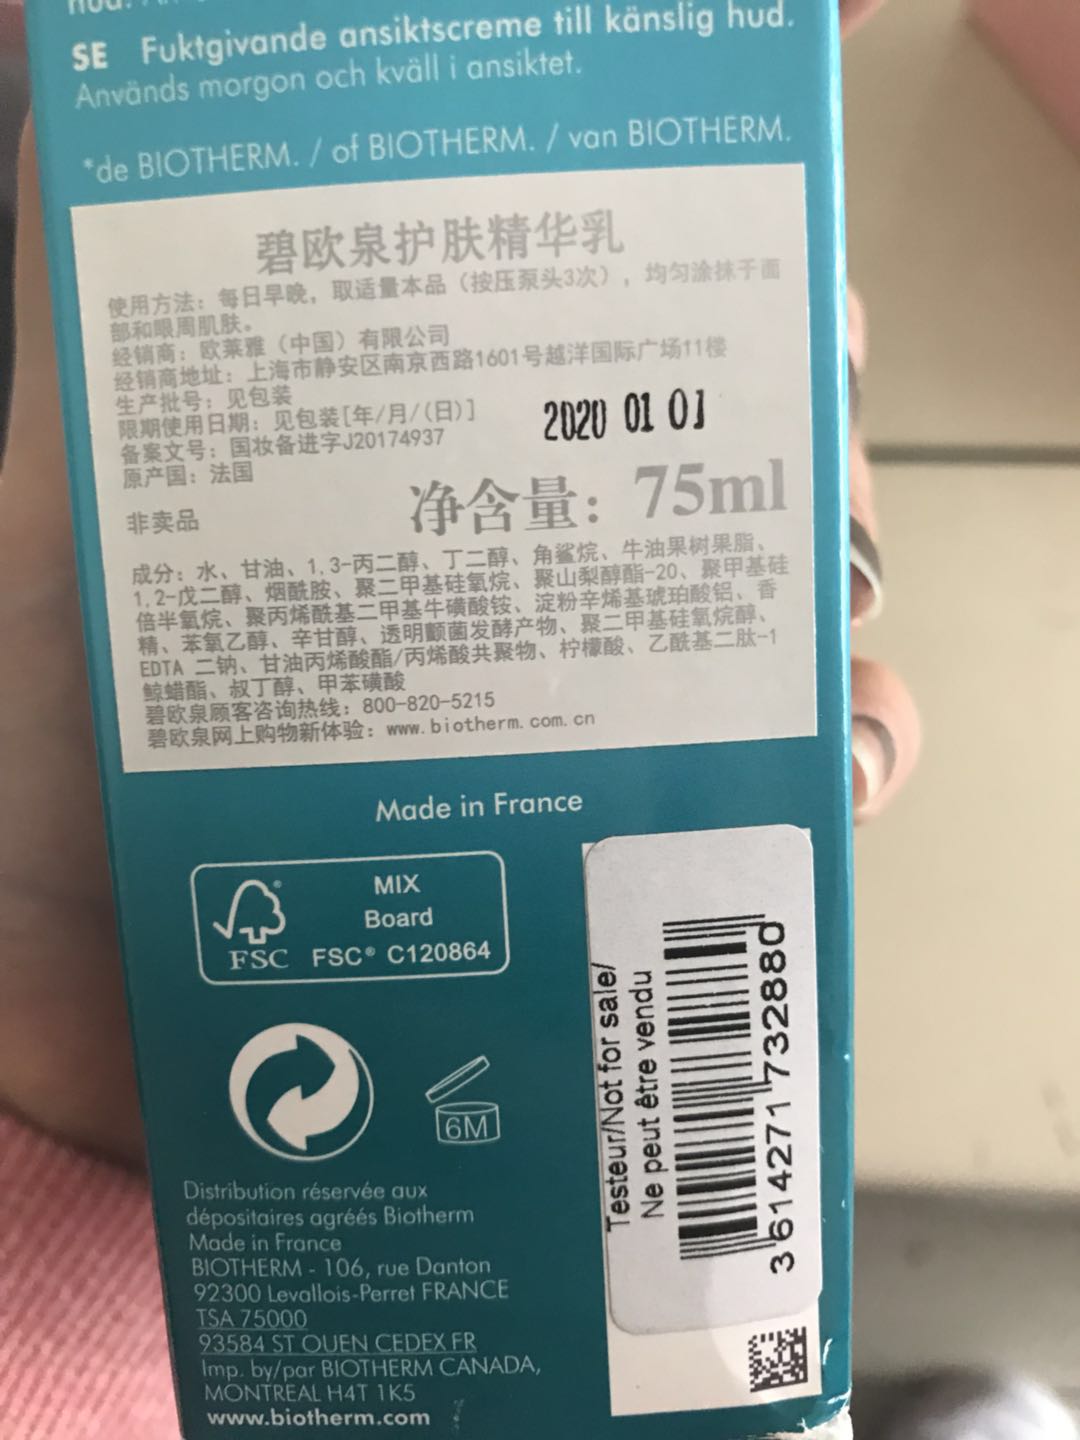 SE Fuktgivande ansiktscreme till känslig hud.
Används morgon och kväll i ansiktet.
*de BIOTHERM. / of BIOTHERM. / van BIOTHERM.
碧欧泉护肤精华乳
使用方法：每日早晚，取适量本品（按压泵头3次），均匀涂抹于面
部和眼周肌肤。
经销商：欧莱雅（中国）有限公司
经销商地址：上海市静安区南京西路1601号越洋国际广场11楼
生产批号：见包装
限期使用日期：见包装[年/月/(日)]
2020 01 01
备案文号：国妆备进字J20174937
原产国：法国
非卖品
净含量：75ml
成分：水、甘油、1,3-丙二醇、丁二醇、角鲨烷、牛油果树果脂、
1,2-戊二醇、烟酰胺、聚二甲基硅氧烷、聚山梨醇酯-20、聚甲基硅
倍半氧烷、聚丙烯酰基二甲基牛磺酸铵、淀粉辛烯基琥珀酸铝、香
精、苯氧乙醇、辛甘醇、透明颤菌发酵产物、聚二甲基硅氧烷醇、
EDTA 二钠、甘油丙烯酸酯/丙烯酸共聚物、柠檬酸、乙酰基二肽-1
鲸蜡酯、叔丁醇、甲苯磺酸
碧欧泉顾客咨询热线：800-820-5215
碧欧泉网上购物新体验：www.biotherm.com.cn
Made in France
MIX
Board
FSC® C120864
FSC
6M
Testeur/Not for sale/
Ne peut être vendu
3 614271 732880
Distribution réservée aux
dépositaires agréés Biotherm
Made in France
BIOTHERM - 106, rue Danton
92300 Levallois-Perret FRANCE
TSA 75000
93584 ST OUEN CEDEX FR
Imp. by/par BIOTHERM CANADA,
MONTREAL H4T 1K5
www.biotherm.com